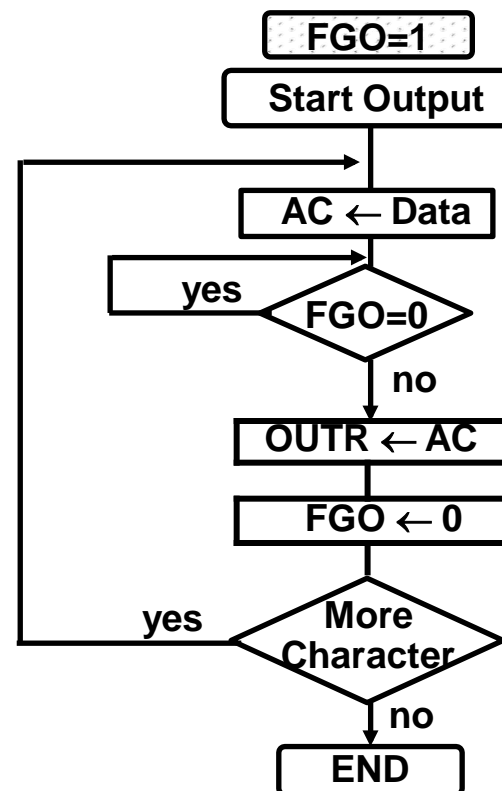 FGO=1
Start Output
AC ← Data
yes
FGO=0
no
OUTR ← AC
FGO ← 0
yes
More
Character
no
END